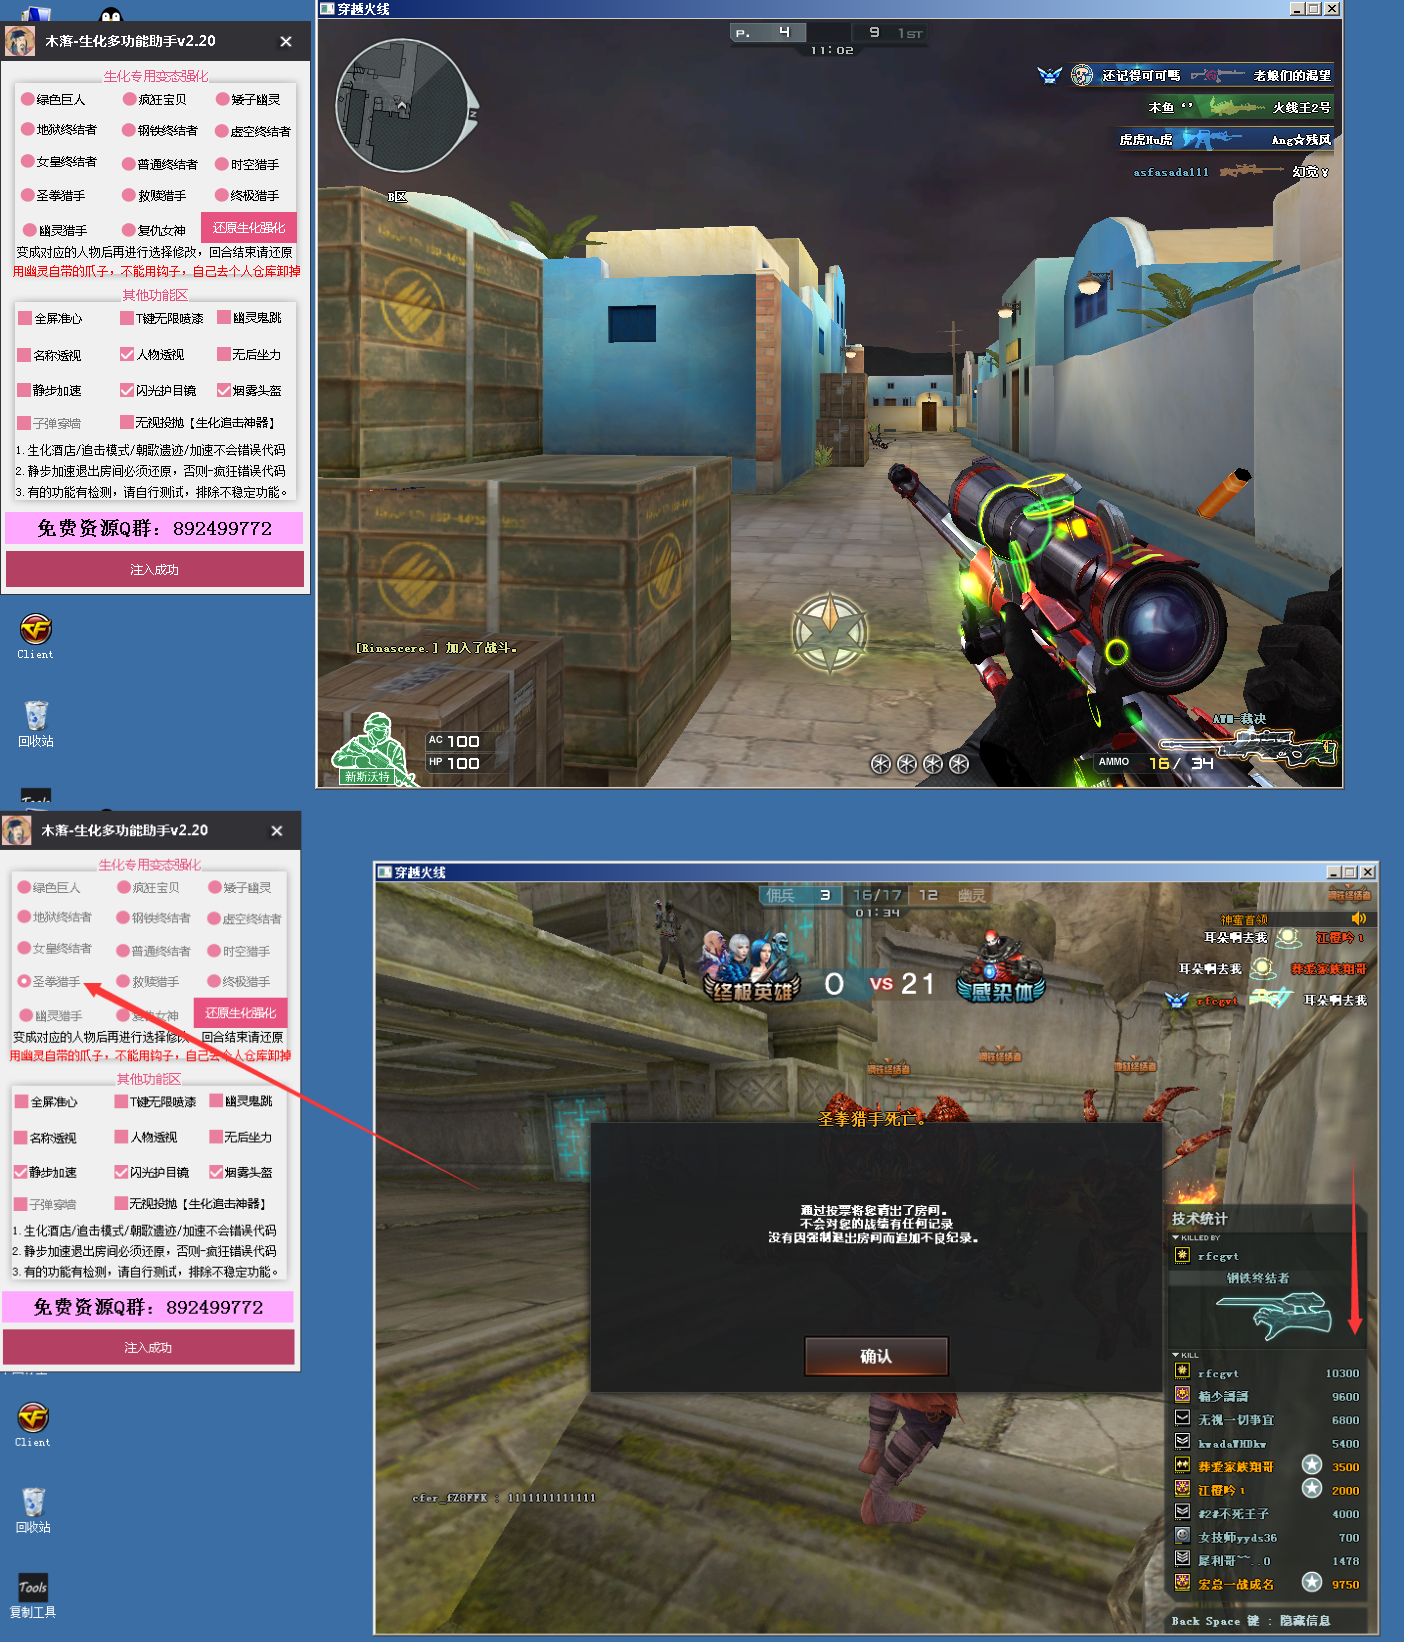 木落-生化多功能助手v2.20
生化专用变态强化
绿色巨人 疯狂宝贝 矮子幽灵
地狱终结者 钢铁终结者 虚空终结者
女皇终结者 普通终结者 时空猎手
圣拳猎手 救赎猎手 终极猎手
幽灵猎手 复仇女神 还原生化强化
变成对应的人物后再进行选择修改，回合结束请还原
用幽灵自带的爪子，不能用钩子，自己去个人仓库卸掉
其他功能区
全屏准心 T键无限喷漆 幽灵鬼跳
名称透视 人物透视 无后坐力
静步加速 闪光护目镜 烟雾头盔
子弹穿墙 无视投抛【生化追击神器】
1.生化酒店/追击模式/朝歌遗迹/加速不会错误代码
2.静步加速退出房间必须还原，否则-疯狂错误代码
3.有的功能有检测，请自行测试，排除不稳定功能。
免费资源Q群：892499772
注入成功
Client
回收站
Tools
穿越火线
P. 4 9 1ST
11:02
N
还记得可可嗎 老娘们的渴望
木鱼 火线王2号
虎虎Hu虎 Ang☆残风
asfasada111 幻觉￥
B区
[Rinascere.] 加入了战斗。
新斯沃特
AC 100
HP 100
AWM-裁决
AMMO 16/ 34
木落-生化多功能助手v2.20
生化专用变态强化
绿色巨人 疯狂宝贝 矮子幽灵
地狱终结者 钢铁终结者 虚空终结者
女皇终结者 普通终结者 时空猎手
圣拳猎手 救赎猎手 终极猎手
幽灵猎手 复仇女神 还原生化强化
变成对应的人物后再进行选择修改 回合结束请还原
用幽灵自带的爪子，不能用钩子，自己去个人仓库卸掉
其他功能区
全屏准心 T键无限喷漆 幽灵鬼跳
名称透视 人物透视 无后坐力
静步加速 闪光护目镜 烟雾头盔
子弹穿墙 无视投抛【生化追击神器】
1.生化酒店/追击模式/朝歌遗迹/加速不会错误代码
2.静步加速退出房间必须还原，否则-疯狂错误代码
3.有的功能有检测，请自行测试，排除不稳定功能。
免费资源Q群：892499772
注入成功
Client
回收站
Tools
复制工具
穿越火线
佣兵 3 16/17 12 幽灵
01:34
终极英雄 0 VS 21 感染体
钢铁终结者
神蜜首领
耳朵啊去我 江橙吟ι
耳朵啊去我 葬爱家族翔哥
rfcgvt 耳朵啊去我
钢铁终结者 钢铁终结者 地狱终结者
圣拳猎手死亡。
通过投票将您请出了房间。
不会对您的战绩有任何记录
没有因强制退出房间而追加不良纪录。
确认
cfer_fZ8FFK : 1111111111111
技术统计
KILLED BY
rfcgvt
钢铁终结者
KILL
rfcgvt 10300
楠少謌謌 9600
无视一切事宜 6800
kwadaWHDkw 5400
葬爱家族翔哥 3500
江橙吟ι 2000
#2#不死王子 4000
女技师yyds36 700
犀利哥~~..0 1478
宏总一战成名 9750
Back Space 键 : 隐藏信息